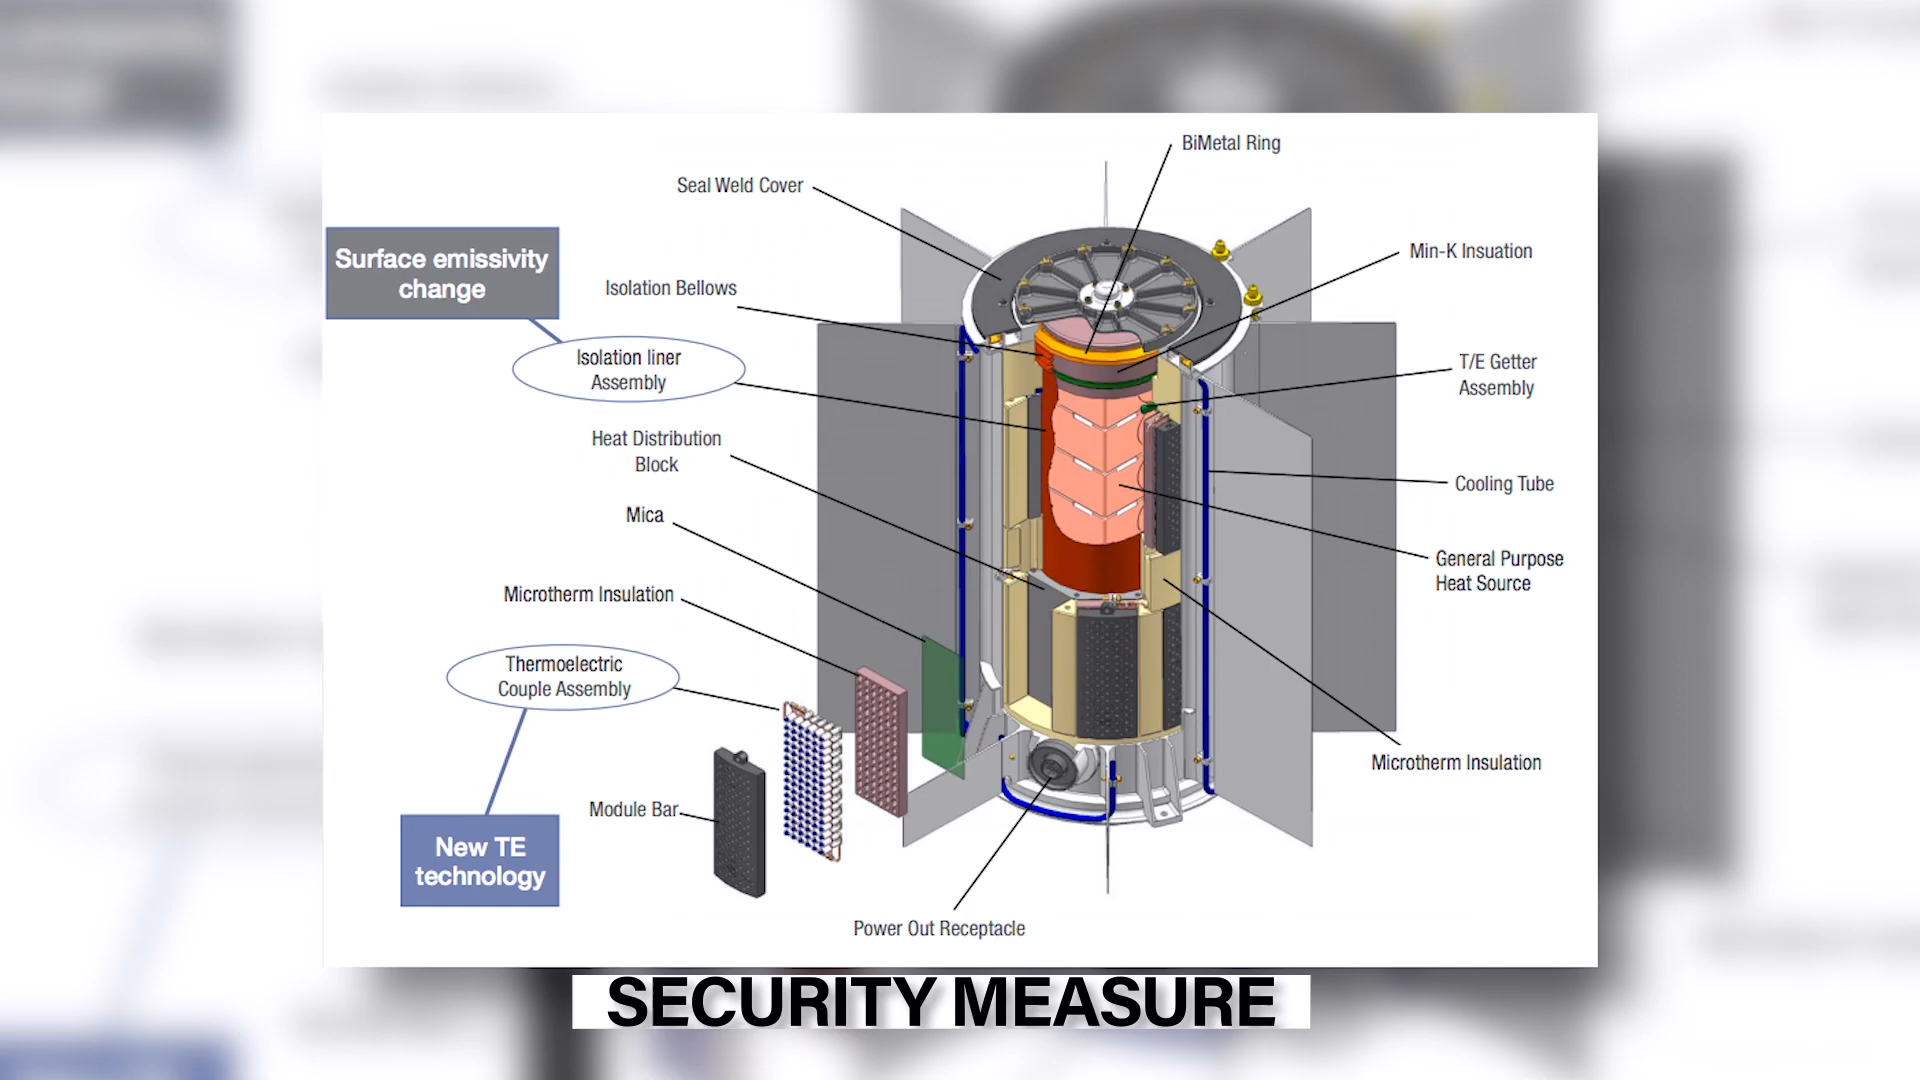 BiMetal Ring
Seal Weld Cover
Min-K Insuation
Surface emissivity
change
Isolation Bellows
Isolation liner
Assembly
T/E Getter
Assembly
Heat Distribution
Block
Cooling Tube
Mica
General Purpose
Heat Source
Microtherm Insulation
Thermoelectric
Couple Assembly
Microtherm Insulation
Module Bar
New TE
technology
Power Out Receptacle
SECURITY MEASURE